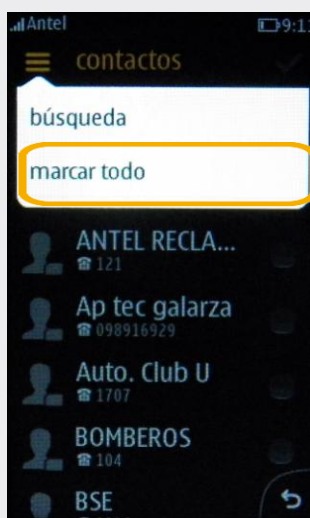 Antel 9:11
contactos
búsqueda
marcar todo
ANTEL RECLA...
121
Ap tec galarza
098916929
Auto. Club U
1707
BOMBEROS
104
BSE